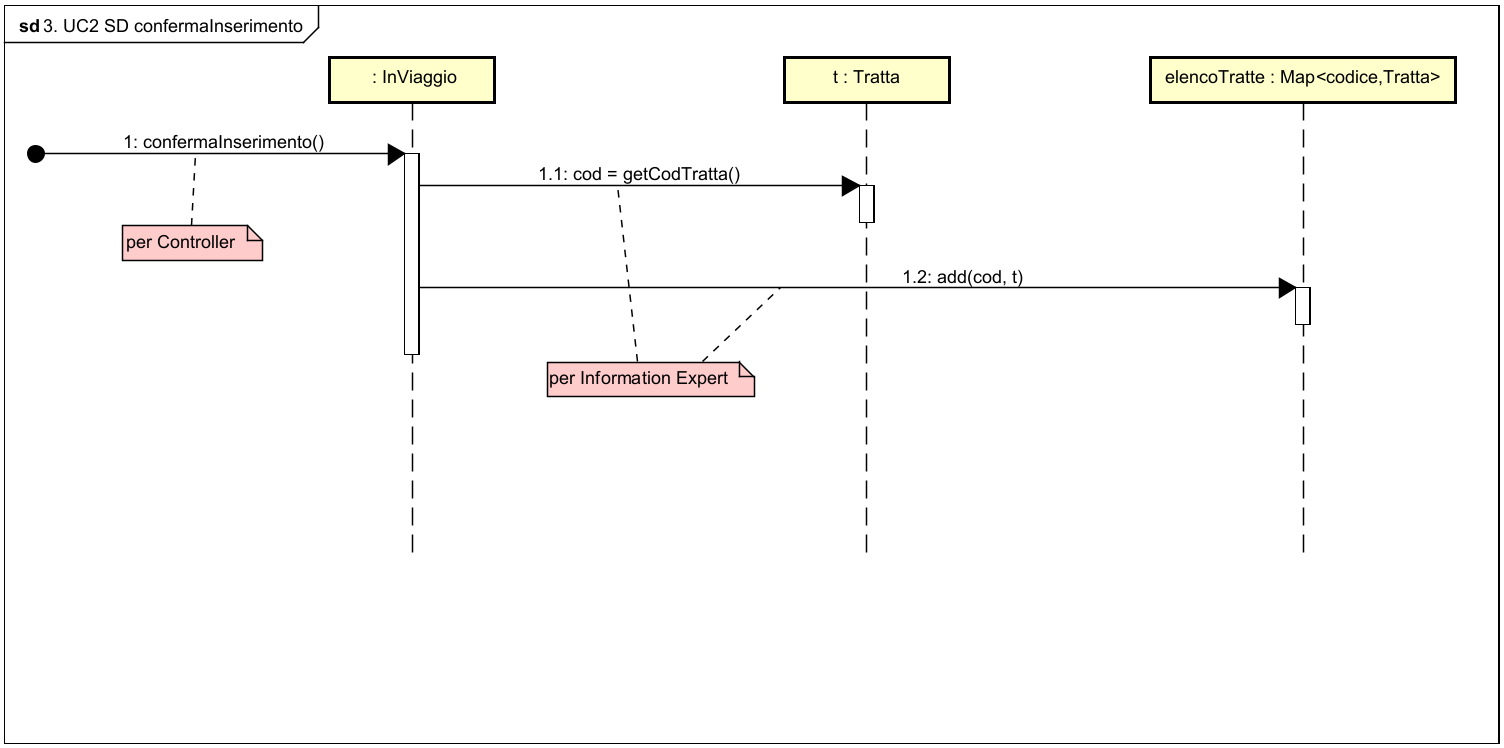 sd 3. UC2 SD confermaInserimento
: InViaggio
t : Tratta
elencoTratte : Map<codice,Tratta>
1: confermaInserimento()
1.1: cod = getCodTratta()
per Controller
1.2: add(cod, t)
per Information Expert